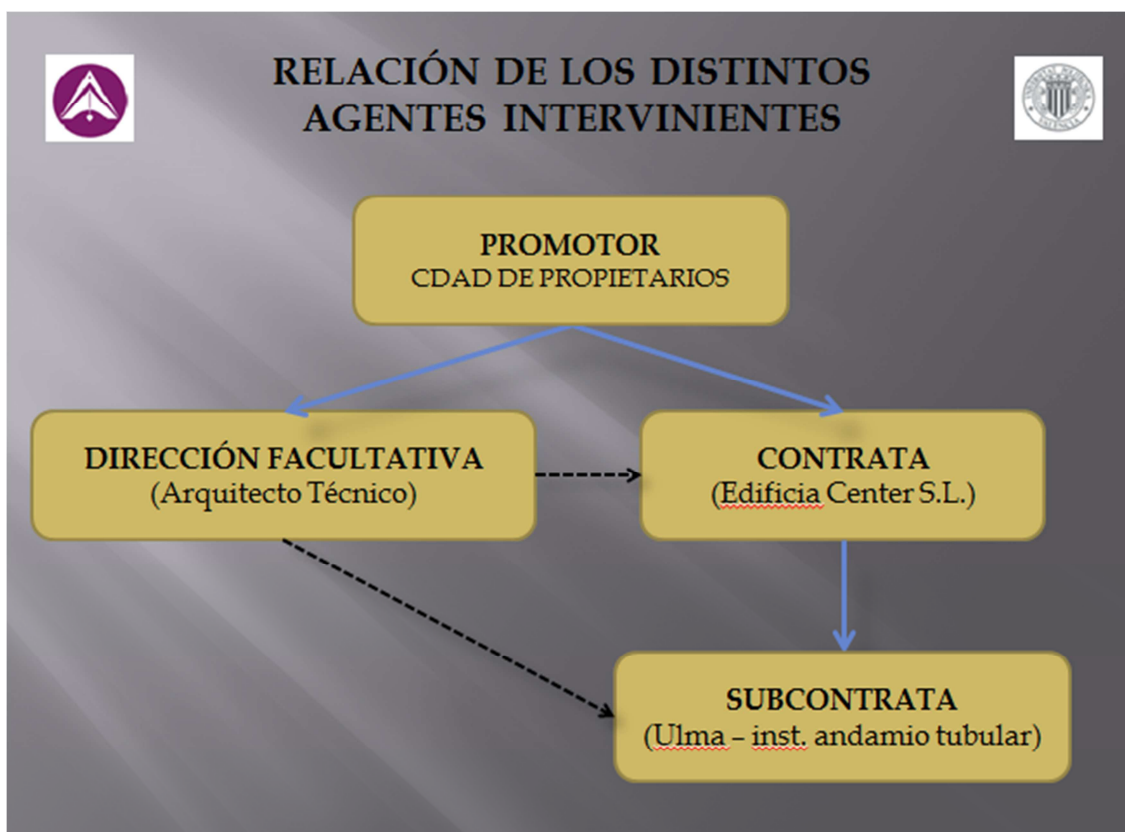 RELACIÓN DE LOS DISTINTOS
AGENTES INTERVINIENTES
PROMOTOR
CDAD DE PROPIETARIOS
DIRECCIÓN FACULTATIVA
(Arquitecto Técnico)
CONTRATA
(Edificia Center S.L.)
SUBCONTRATA
(Ulma – inst. andamio tubular)